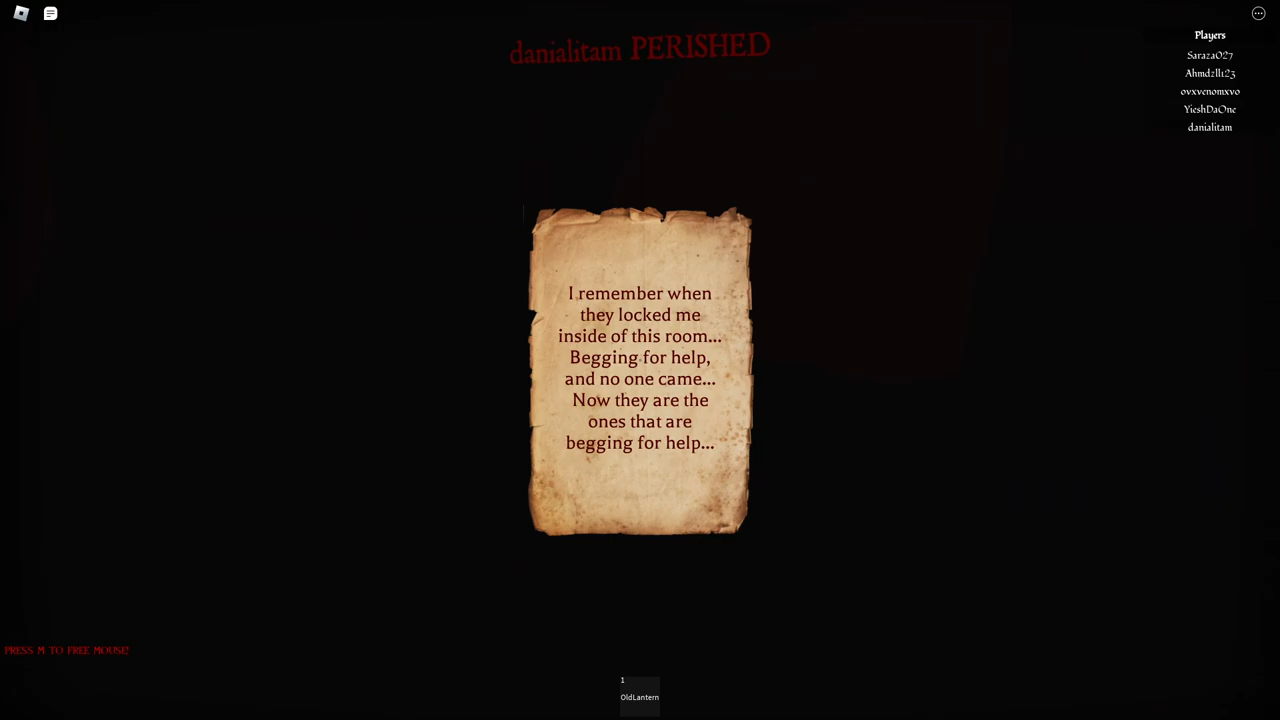 danialitam PERISHED
Players
Saraza027
Ahmdzll123
ovxvenomxvo
YieshDaOne
danialitam
I remember when
they locked me
inside of this room...
Begging for help,
and no one came...
Now they are the
ones that are
begging for help...
PRESS M TO FREE MOUSE!
1
OldLantern